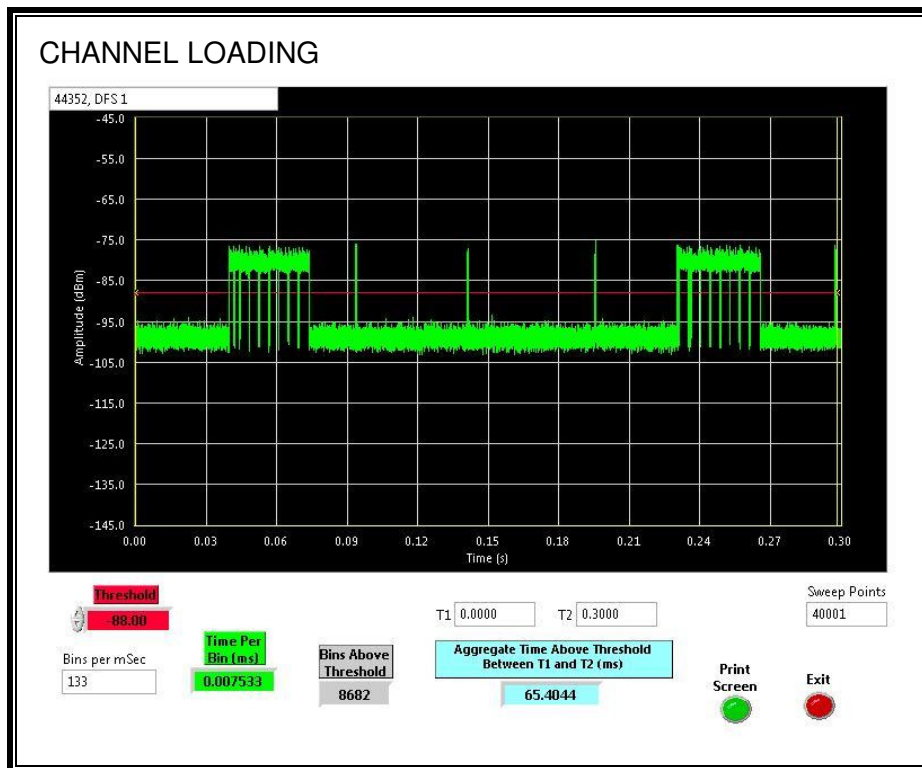 CHANNEL LOADING
44352, DFS 1
-45.0
-55.0
-65.0
-75.0
-85.0
-95.0
-105.0
-115.0
-125.0
-135.0
-145.0
Amplitude (dBm)
0.00 0.03 0.06 0.09 0.12 0.15 0.18 0.21 0.24 0.27 0.30
Time (s)
Threshold
-88.00
Bins per mSec
133
Time Per
Bin (ms)
0.007533
Bins Above
Threshold
8682
T1 0.0000 T2 0.3000
Aggregate Time Above Threshold
Between T1 and T2 (ms)
65.4044
Sweep Points
40001
Print
Screen
Exit